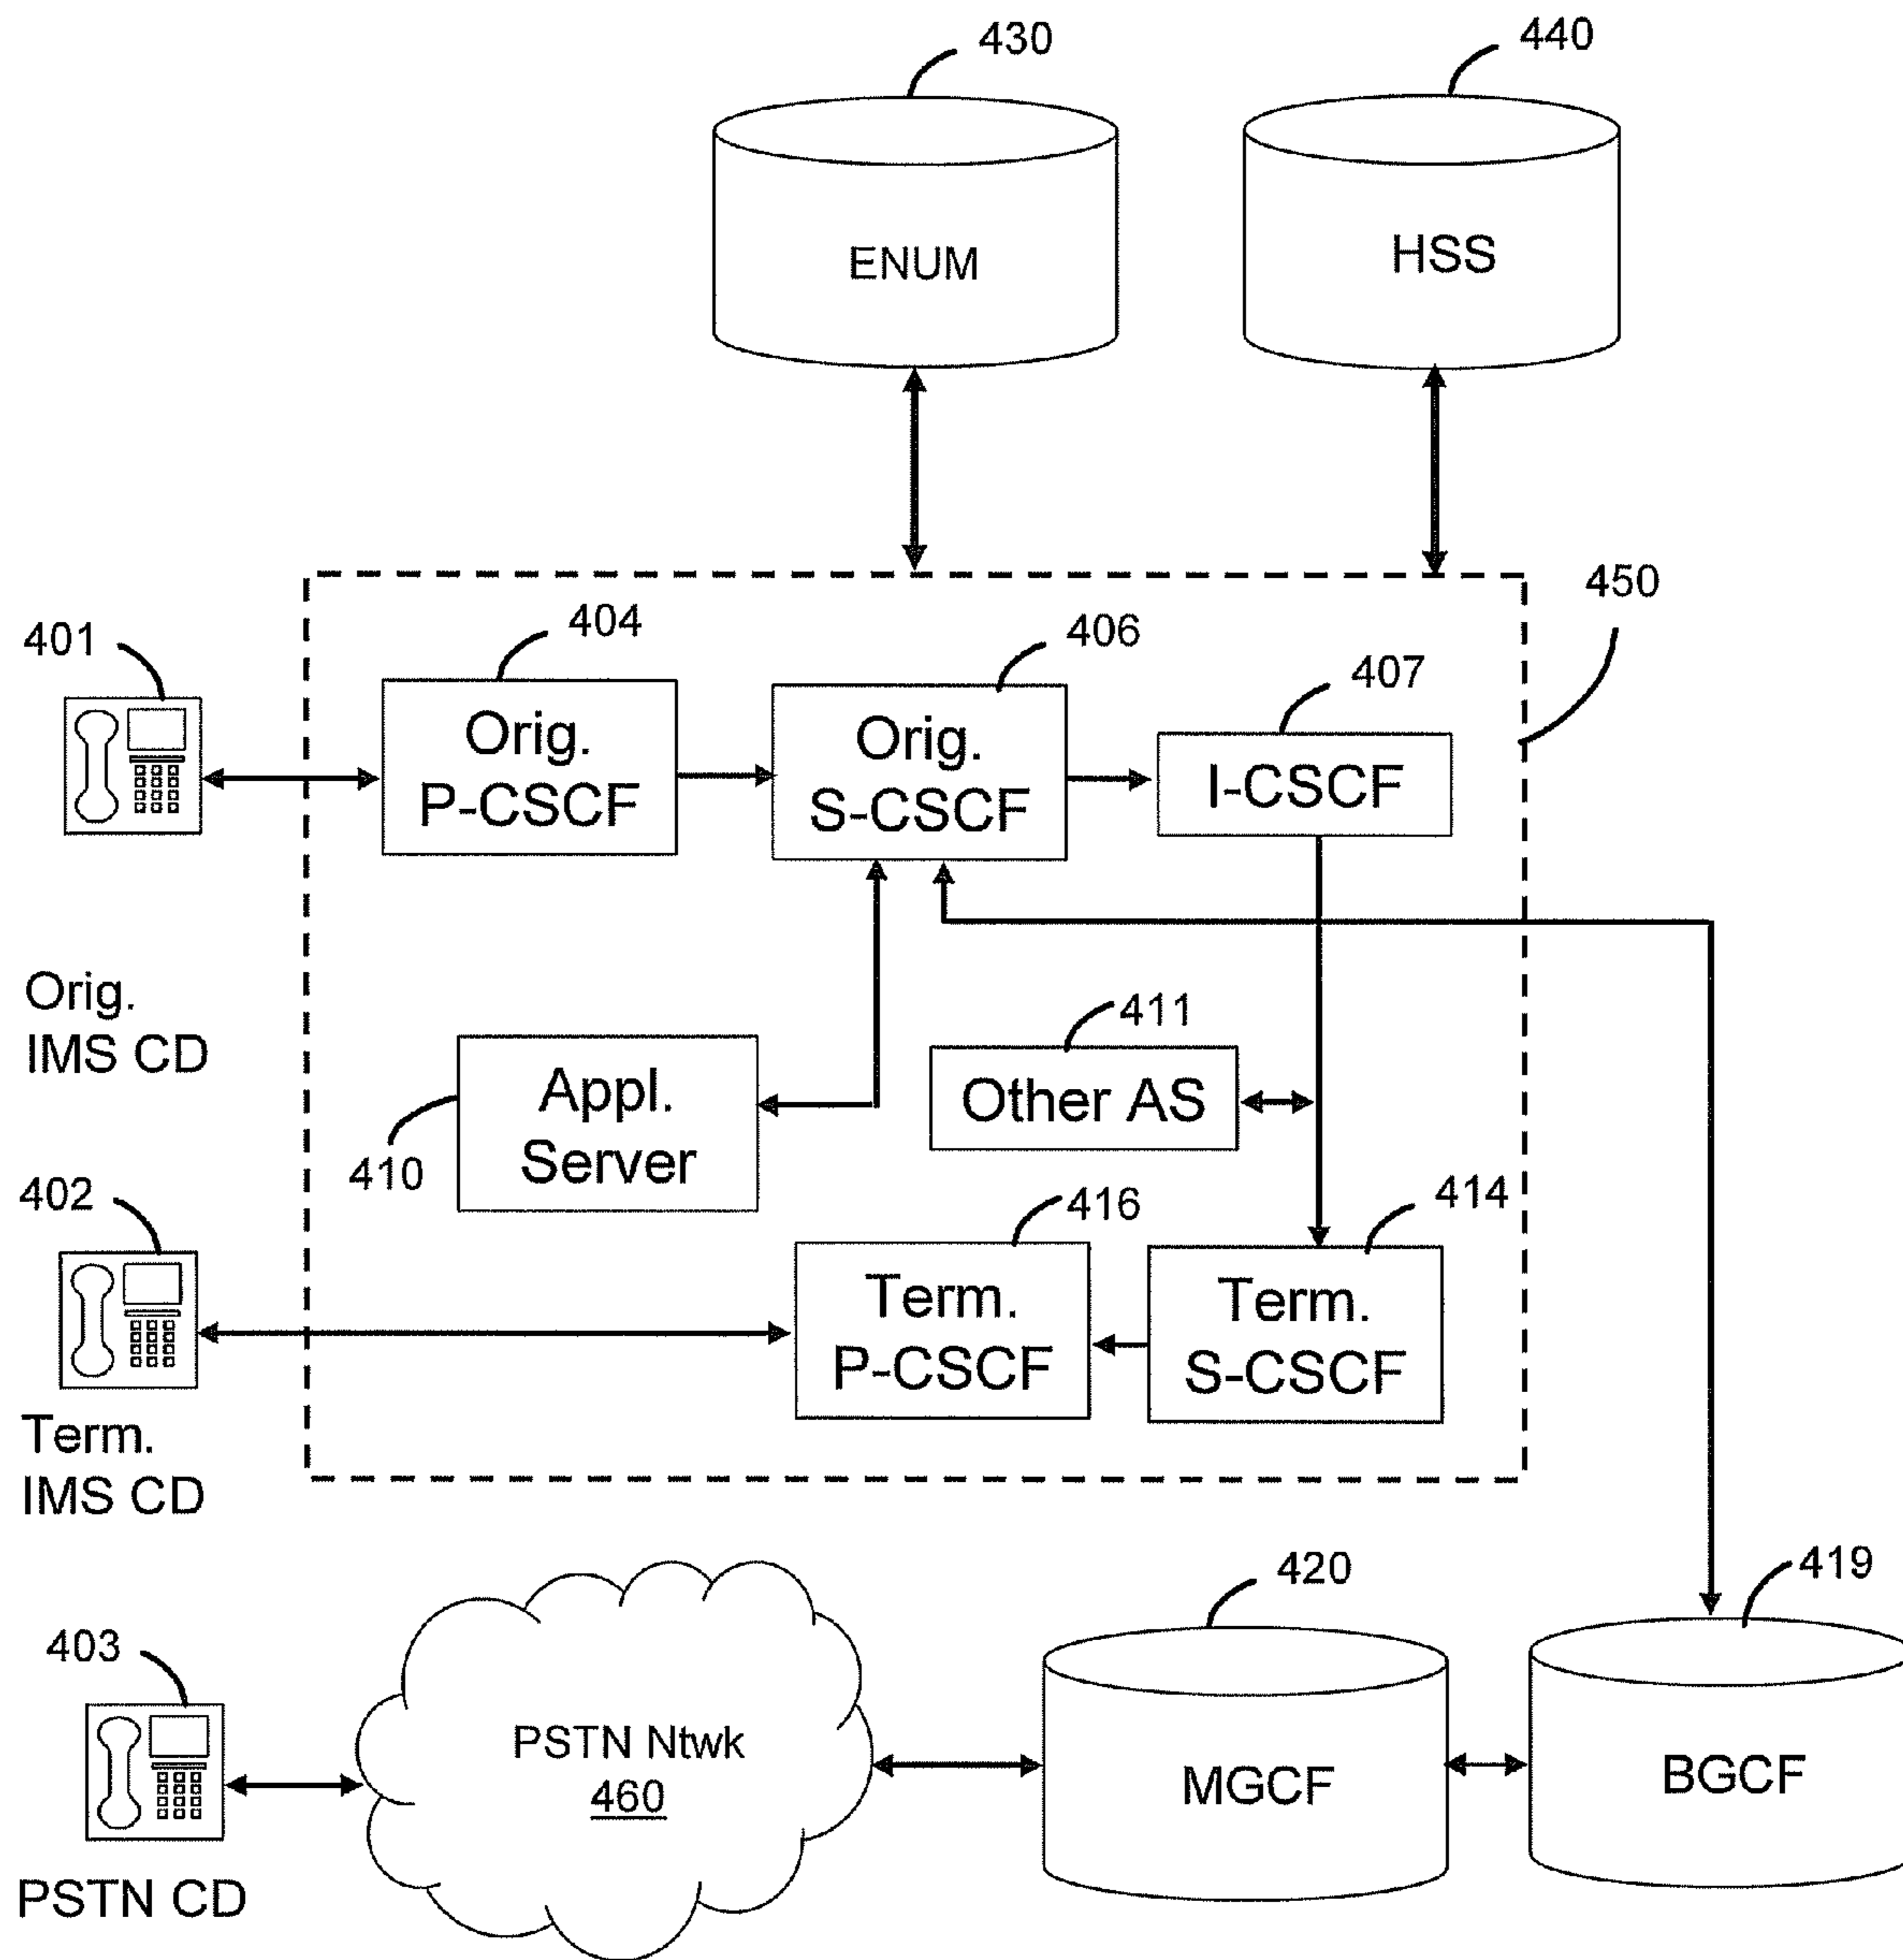 430
440
ENUM
HSS
450
401
404
406
407
Orig.
P-CSCF
Orig.
S-CSCF
I-CSCF
Orig.
IMS CD
411
Other AS
Appl.
Server
410
402
416
414
Term.
P-CSCF
Term.
S-CSCF
Term.
IMS CD
420
419
403
PSTN Ntwk
460
MGCF
BGCF
PSTN CD